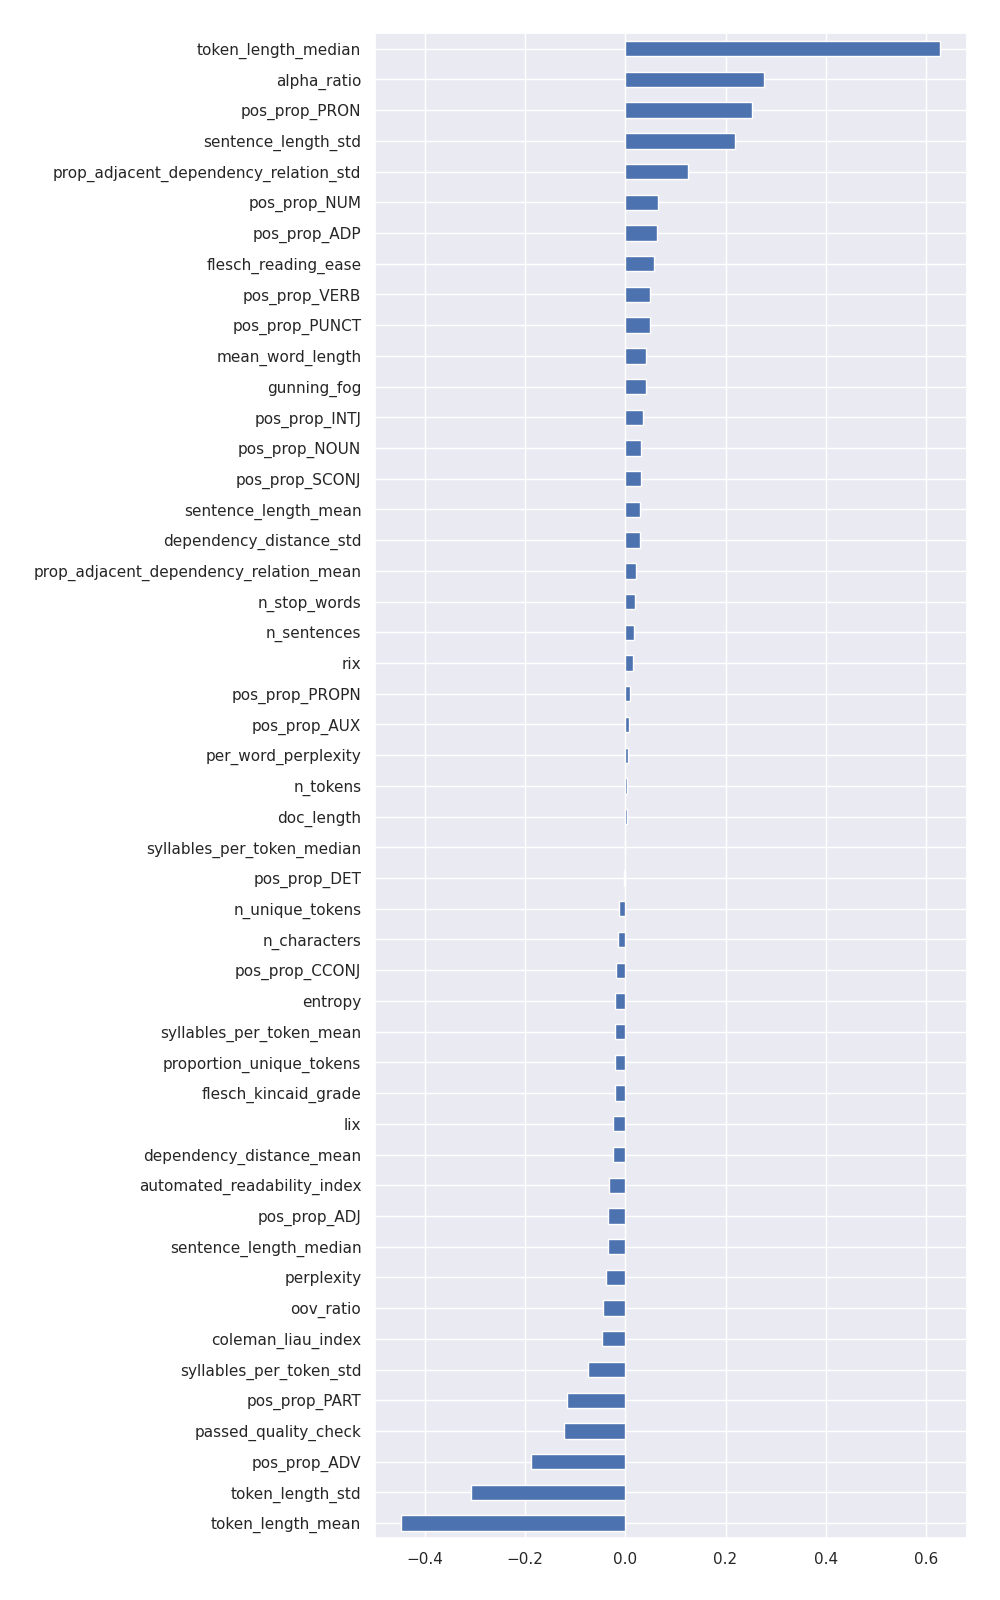 token_length_median
alpha_ratio
pos_prop_PRON
sentence_length_std
prop_adjacent_dependency_relation_std
pos_prop_NUM
pos_prop_ADP
flesch_reading_ease
pos_prop_VERB
pos_prop_PUNCT
mean_word_length
gunning_fog
pos_prop_INTJ
pos_prop_NOUN
pos_prop_SCONJ
sentence_length_mean
dependency_distance_std
prop_adjacent_dependency_relation_mean
n_stop_words
n_sentences
rix
pos_prop_PROPN
pos_prop_AUX
per_word_perplexity
n_tokens
doc_length
syllables_per_token_median
pos_prop_DET
n_unique_tokens
n_characters
pos_prop_CCONJ
entropy
syllables_per_token_mean
proportion_unique_tokens
flesch_kincaid_grade
lix
dependency_distance_mean
automated_readability_index
pos_prop_ADJ
sentence_length_median
perplexity
oov_ratio
coleman_liau_index
syllables_per_token_std
pos_prop_PART
passed_quality_check
pos_prop_ADV
token_length_std
token_length_mean
−0.4 −0.2 0.0 0.2 0.4 0.6